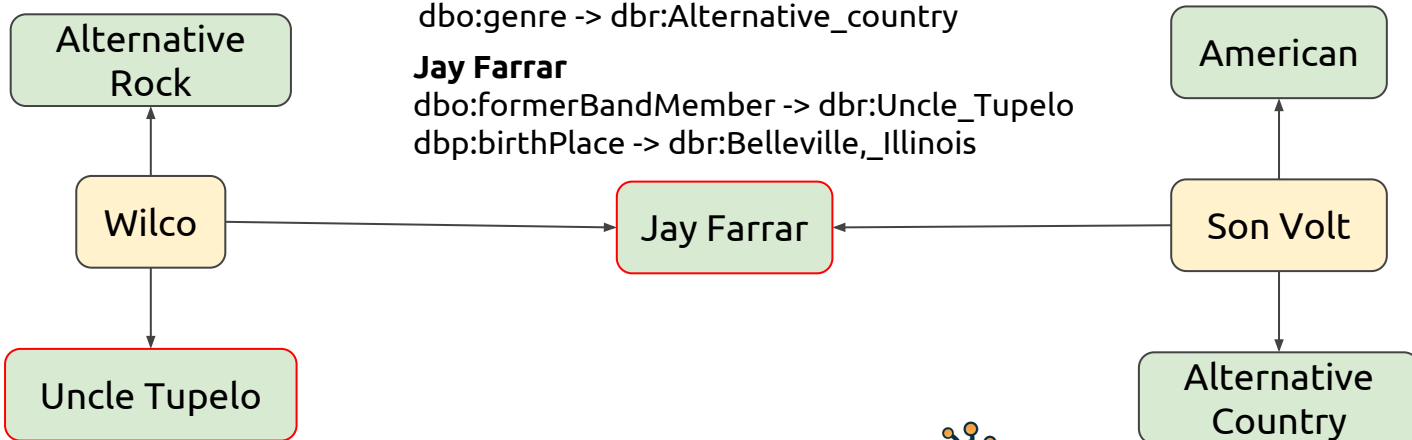 dbo:genre -> dbr:Alternative_country
Alternative
Rock
American
Jay Farrar
dbo:formerBandMember -> dbr:Uncle_Tupelo
dbp:birthPlace -> dbr:Belleville,_Illinois
Wilco
Jay Farrar
Son Volt
Uncle Tupelo
Alternative
Country